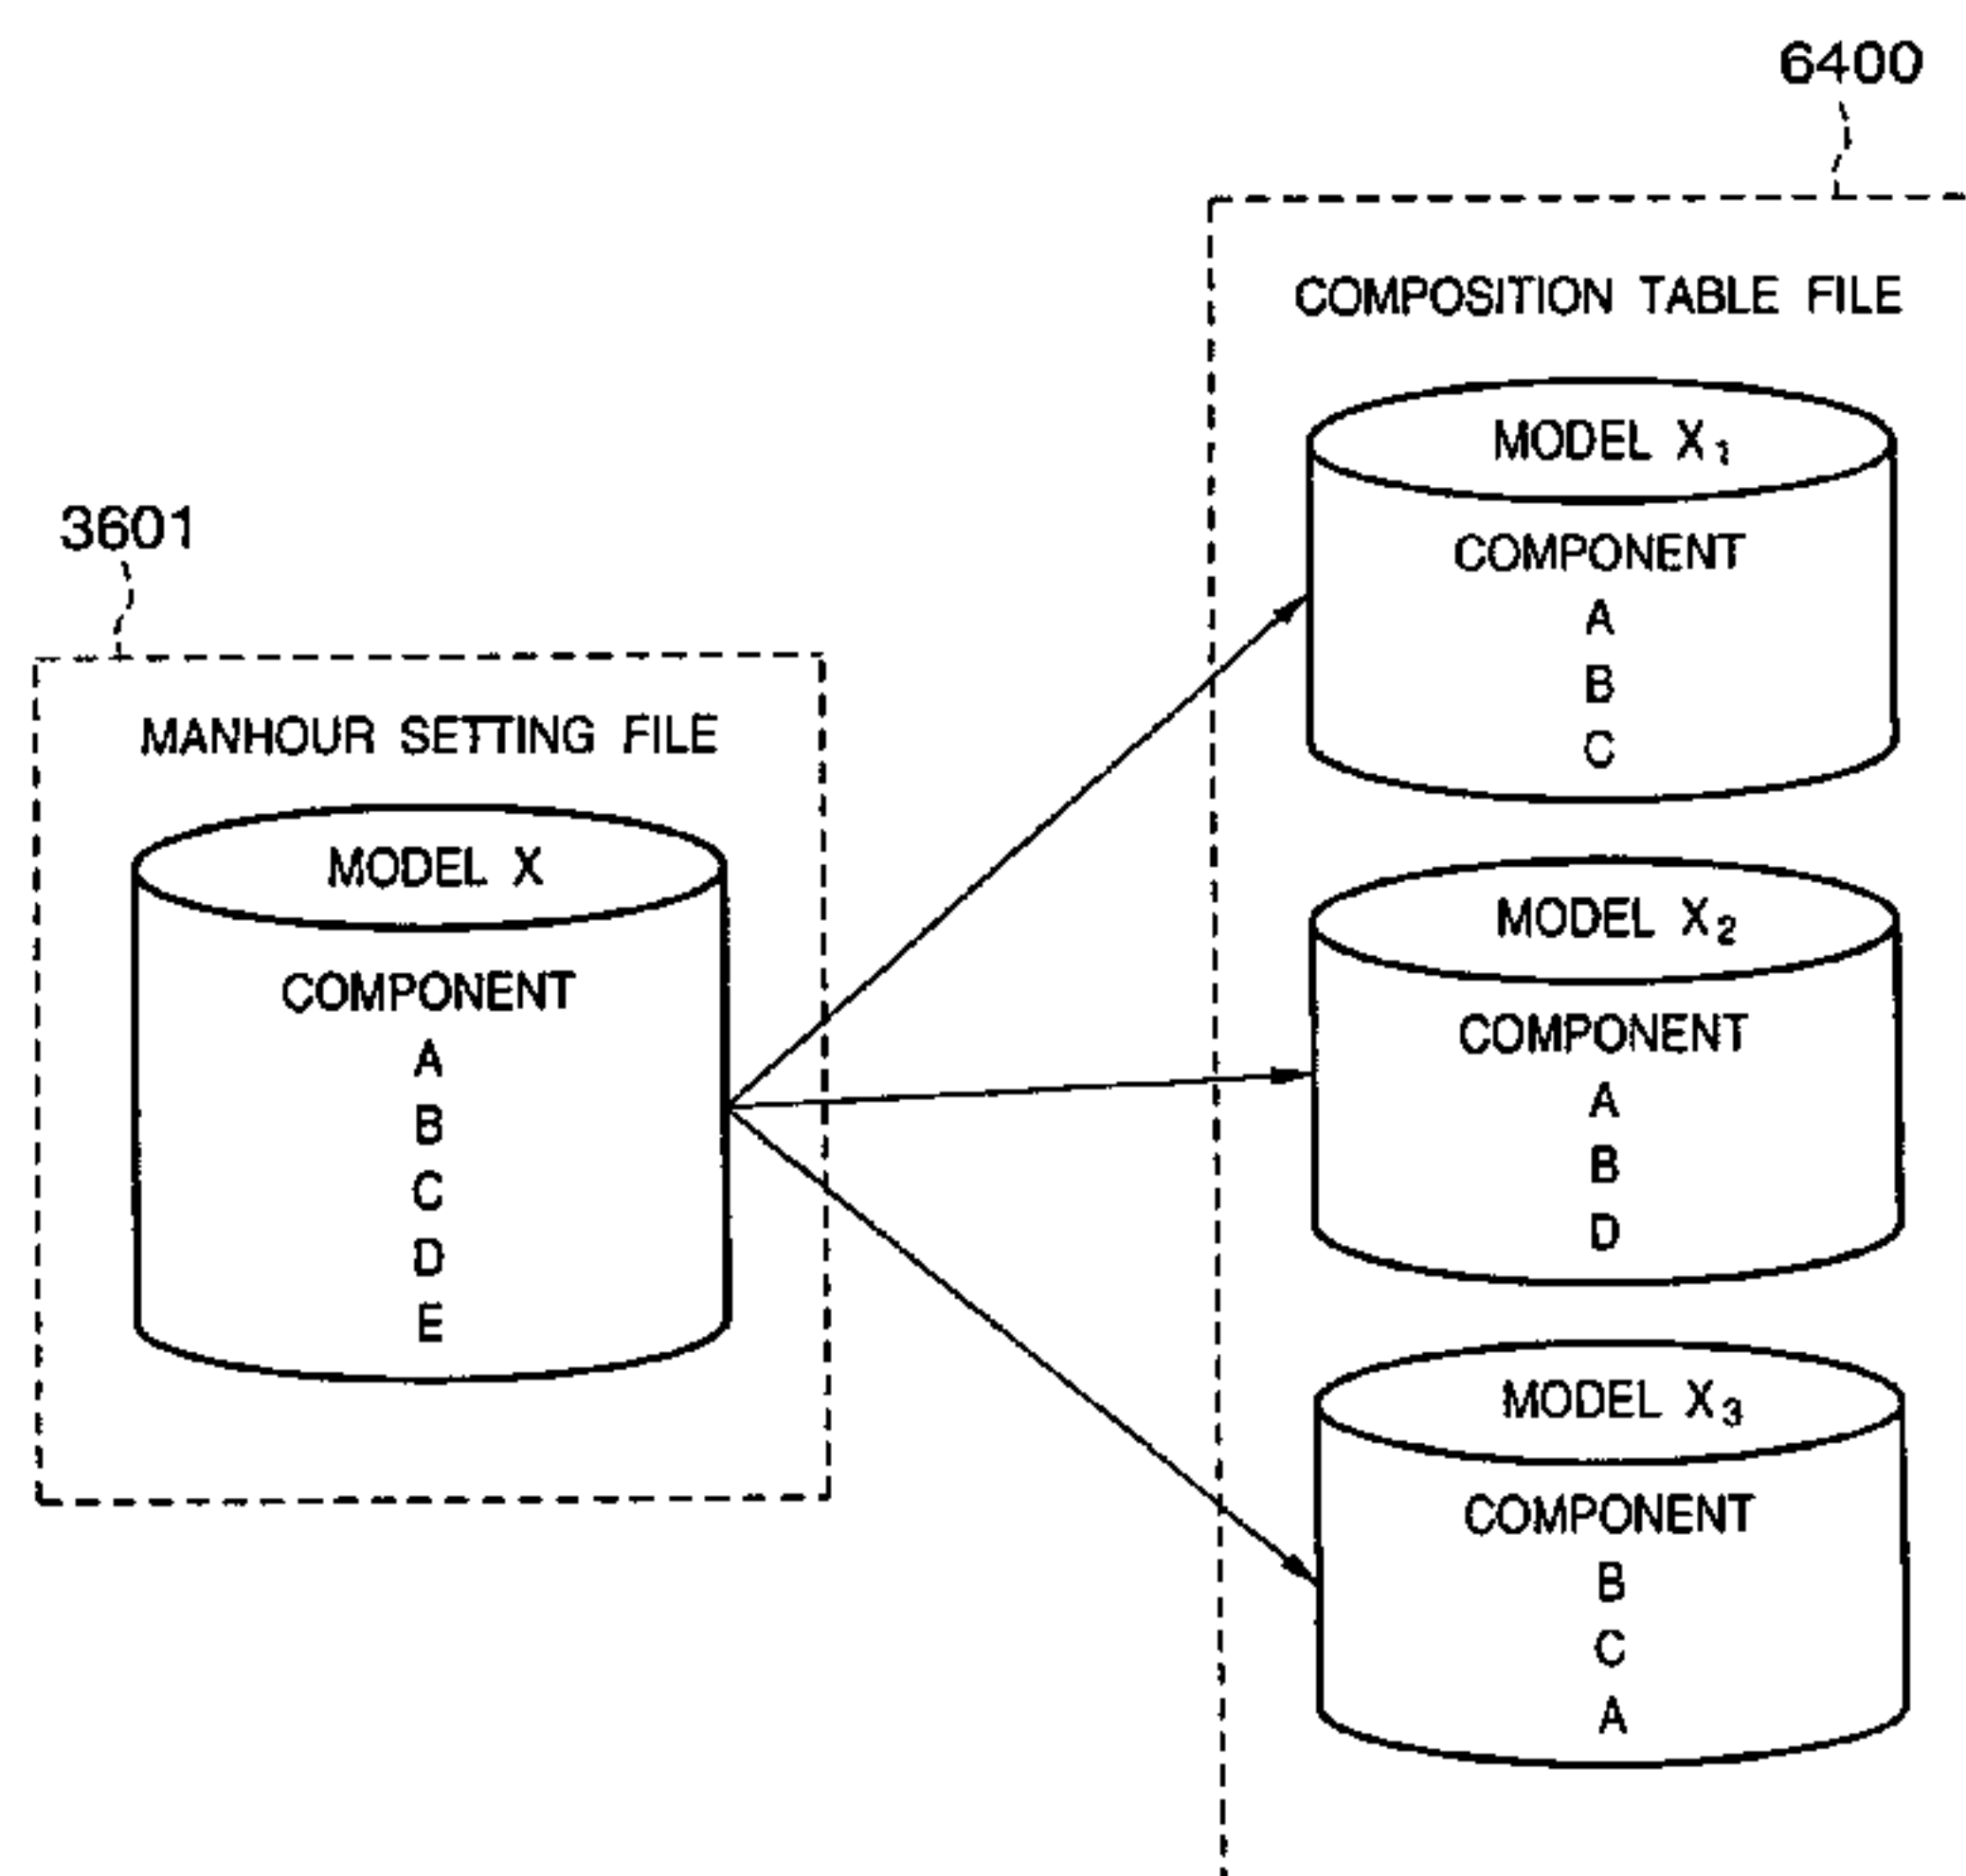 6400
COMPOSITION TABLE FILE
MODEL X₁
COMPONENT
A
B
C
3601
MANHOUR SETTING FILE
MODEL X
COMPONENT
A
B
C
D
E
MODEL X₂
COMPONENT
A
B
D
MODEL X₃
COMPONENT
B
C
A